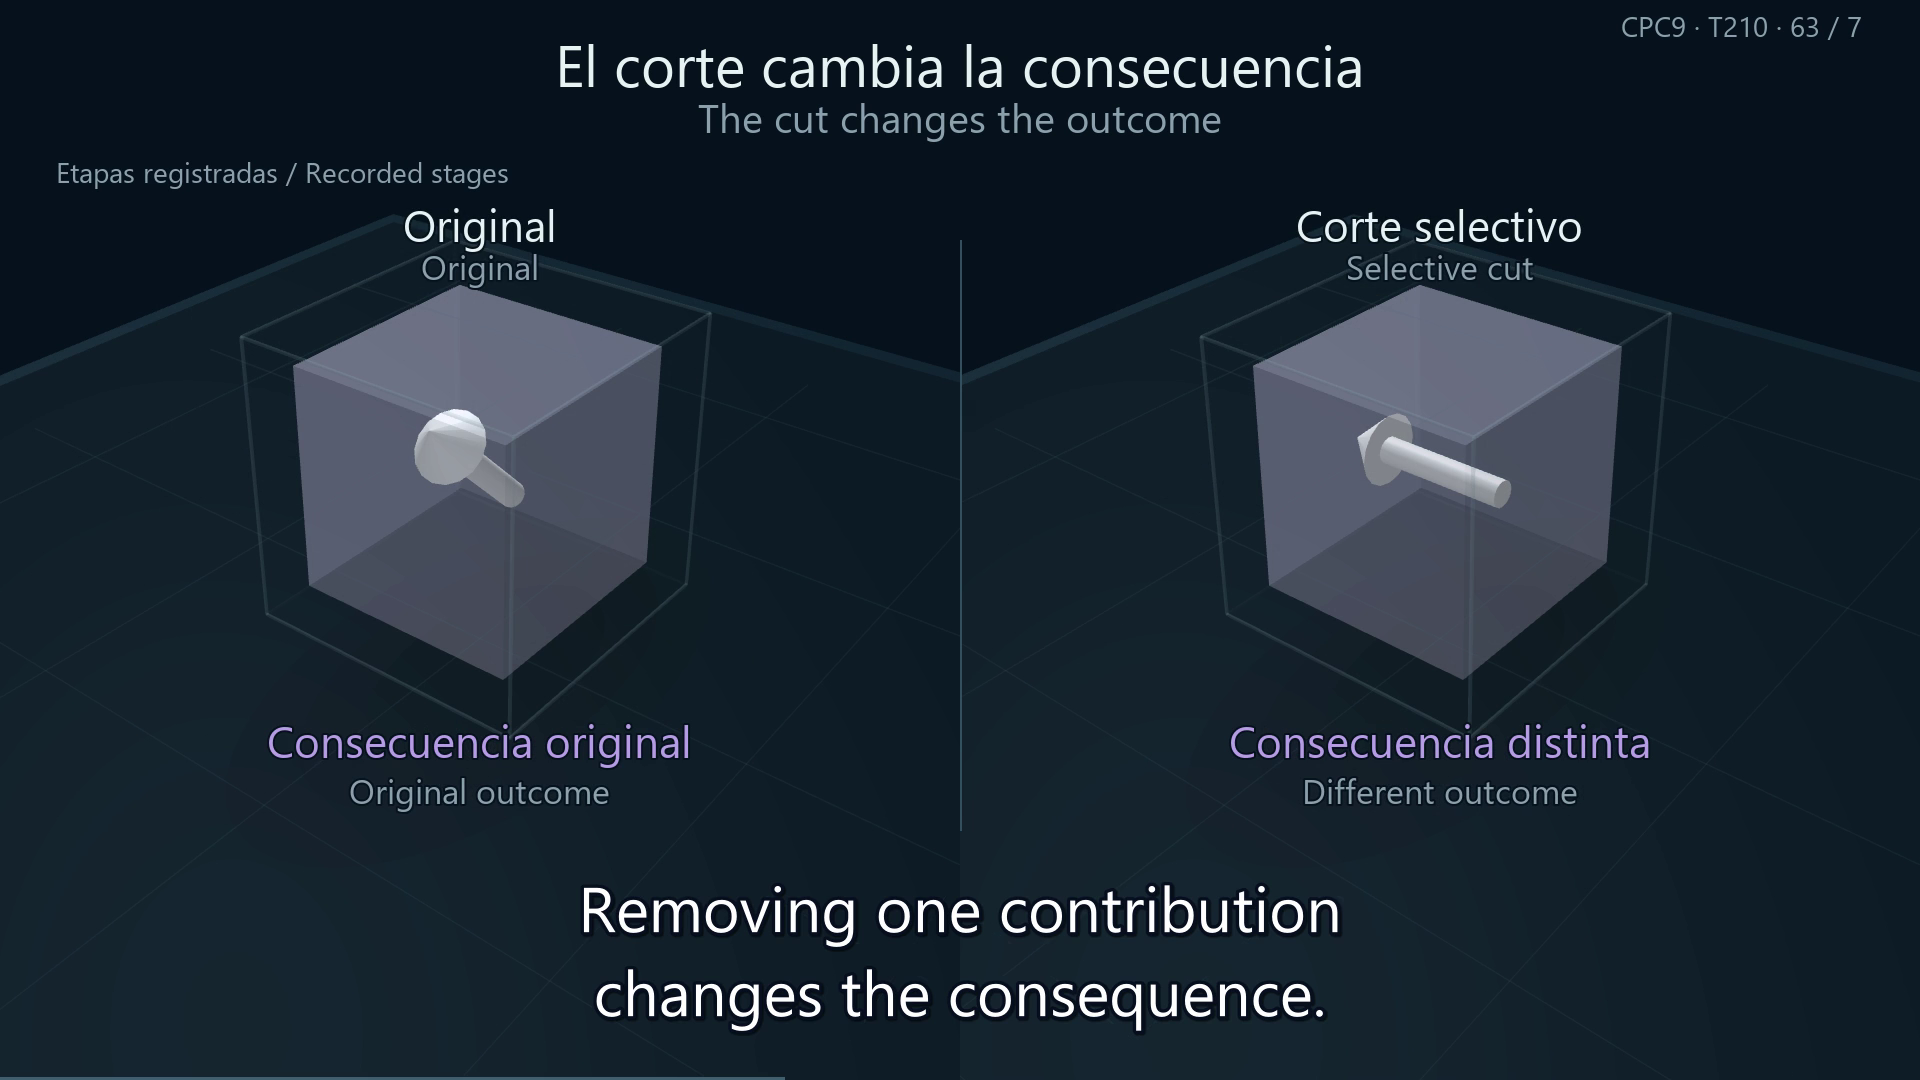 CPC9 · T210 · 63 / 7
El corte cambia la consecuencia
The cut changes the outcome
Etapas registradas / Recorded stages
Original
Original
Corte selectivo
Selective cut
Consecuencia original
Original outcome
Consecuencia distinta
Different outcome
Removing one contribution
changes the consequence.